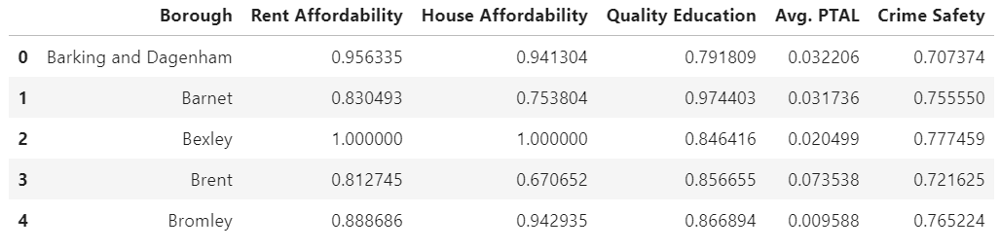 Borough Rent Affordability House Affordability Quality Education Avg. PTAL Crime Safety
0 Barking and Dagenham 0.956335 0.941304 0.791809 0.032206 0.707374
1 Barnet 0.830493 0.753804 0.974403 0.031736 0.755550
2 Bexley 1.000000 1.000000 0.846416 0.020499 0.777459
3 Brent 0.812745 0.670652 0.856655 0.073538 0.721625
4 Bromley 0.888686 0.942935 0.866894 0.009588 0.765224